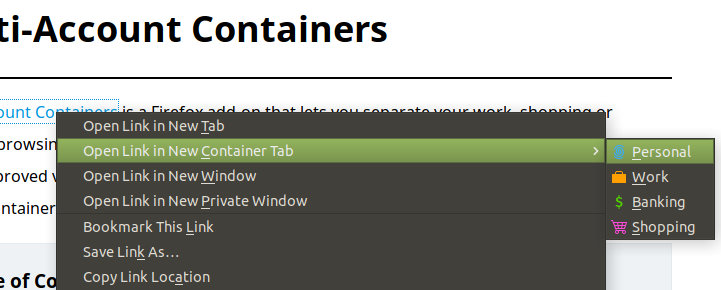 ti-Account Containers
ount Containers is a Firefox add-on that lets you separate your work, shopping or
browsin
proved v
ntainer
e of Co
Open Link in New Tab
Open Link in New Container Tab
Open Link in New Window
Open Link in New Private Window
Bookmark This Link
Save Link As…
Copy Link Location
Personal
Work
Banking
Shopping